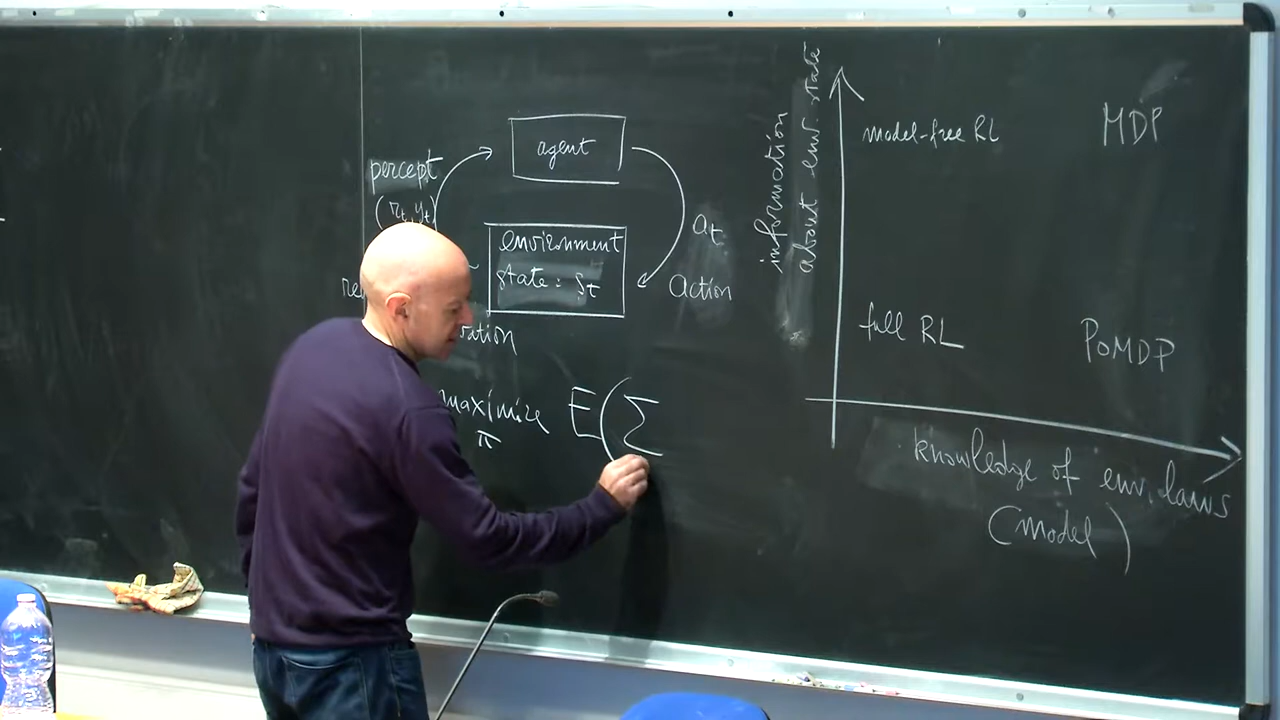 agent
percept
(r_t, y_t)
environment
state : s_t
a_t
Action
maximize
π
E(Σ
information
about env. state
model-free RL
MDP
full RL
PoMDP
knowledge of env. laws
(model)